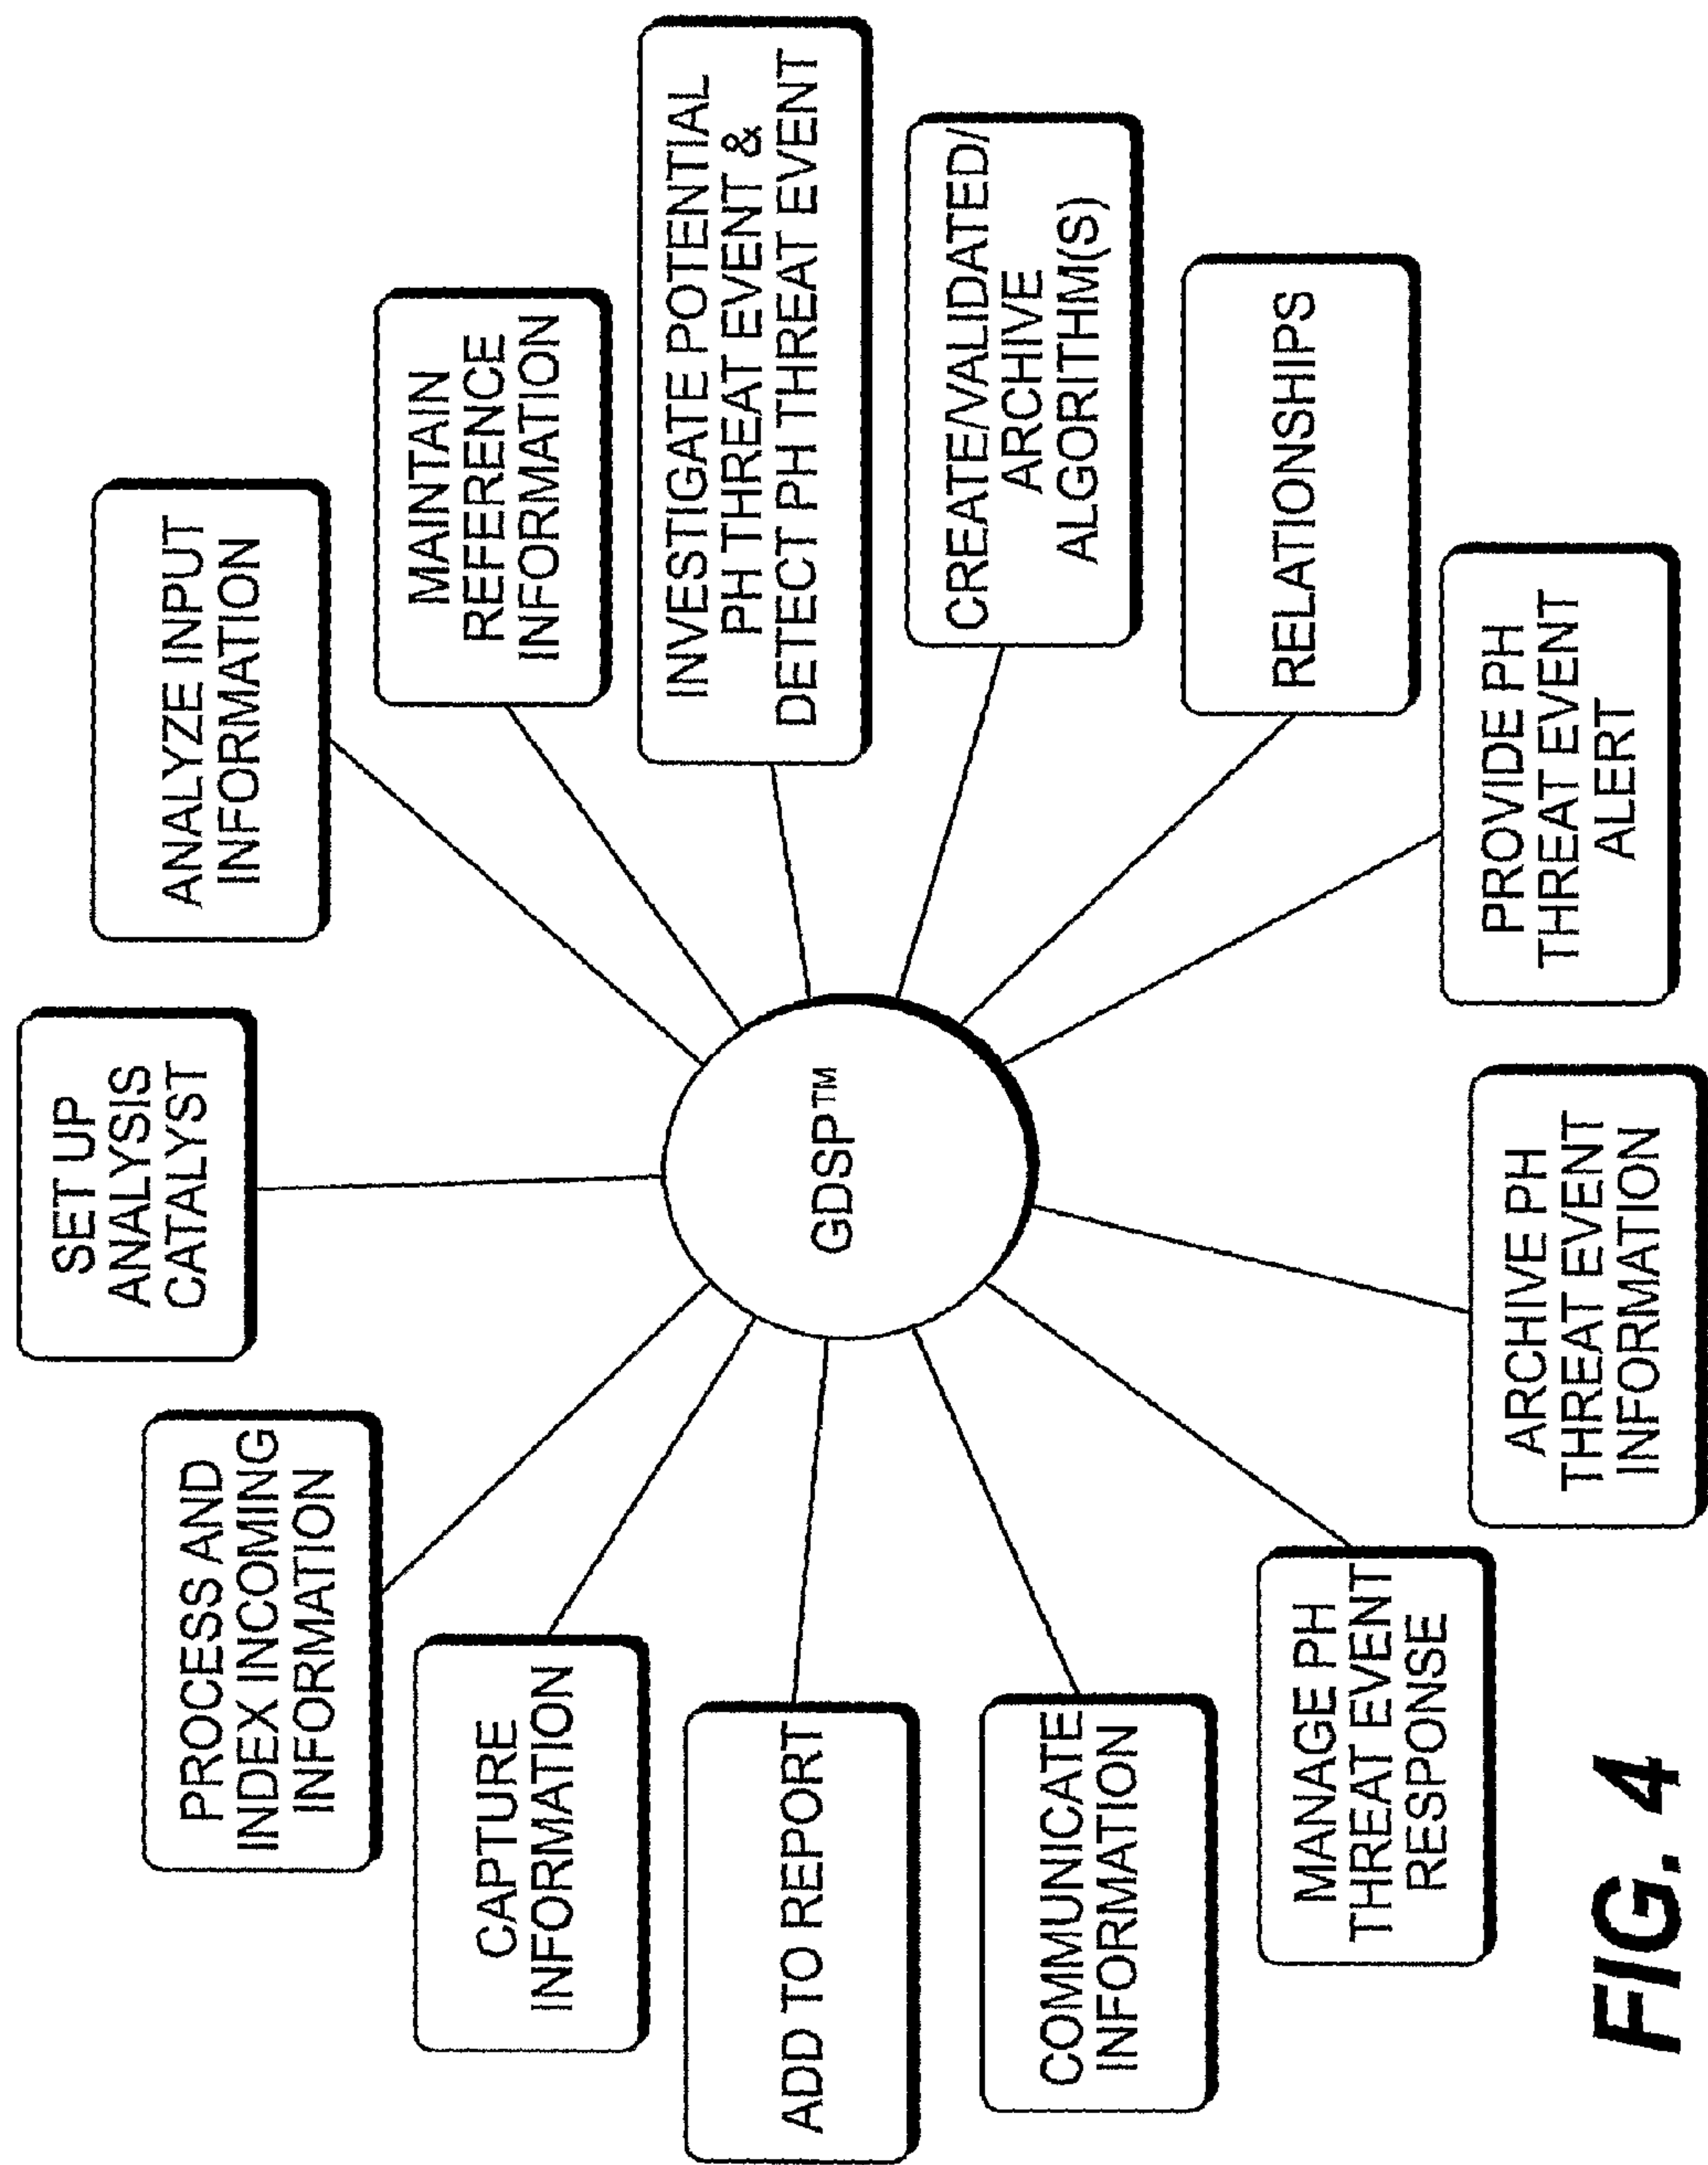 SET UP
ANALYSIS
CATALYST
ANALYZE INPUT
INFORMATION
MAINTAIN
REFERENCE
INFORMATION
INVESTIGATE POTENTIAL
PH THREAT EVENT &
DETECT PH THREAT EVENT
CREATE/VALIDATED/
ARCHIVE
ALGORITHM(S)
RELATIONSHIPS
PROVIDE PH
THREAT EVENT
ALERT
ARCHIVE PH
THREAT EVENT
INFORMATION
MANAGE PH
THREAT EVENT
RESPONSE
COMMUNICATE
INFORMATION
ADD TO REPORT
CAPTURE
INFORMATION
PROCESS AND
INDEX INCOMING
INFORMATION
GDSP™
FIG. 4